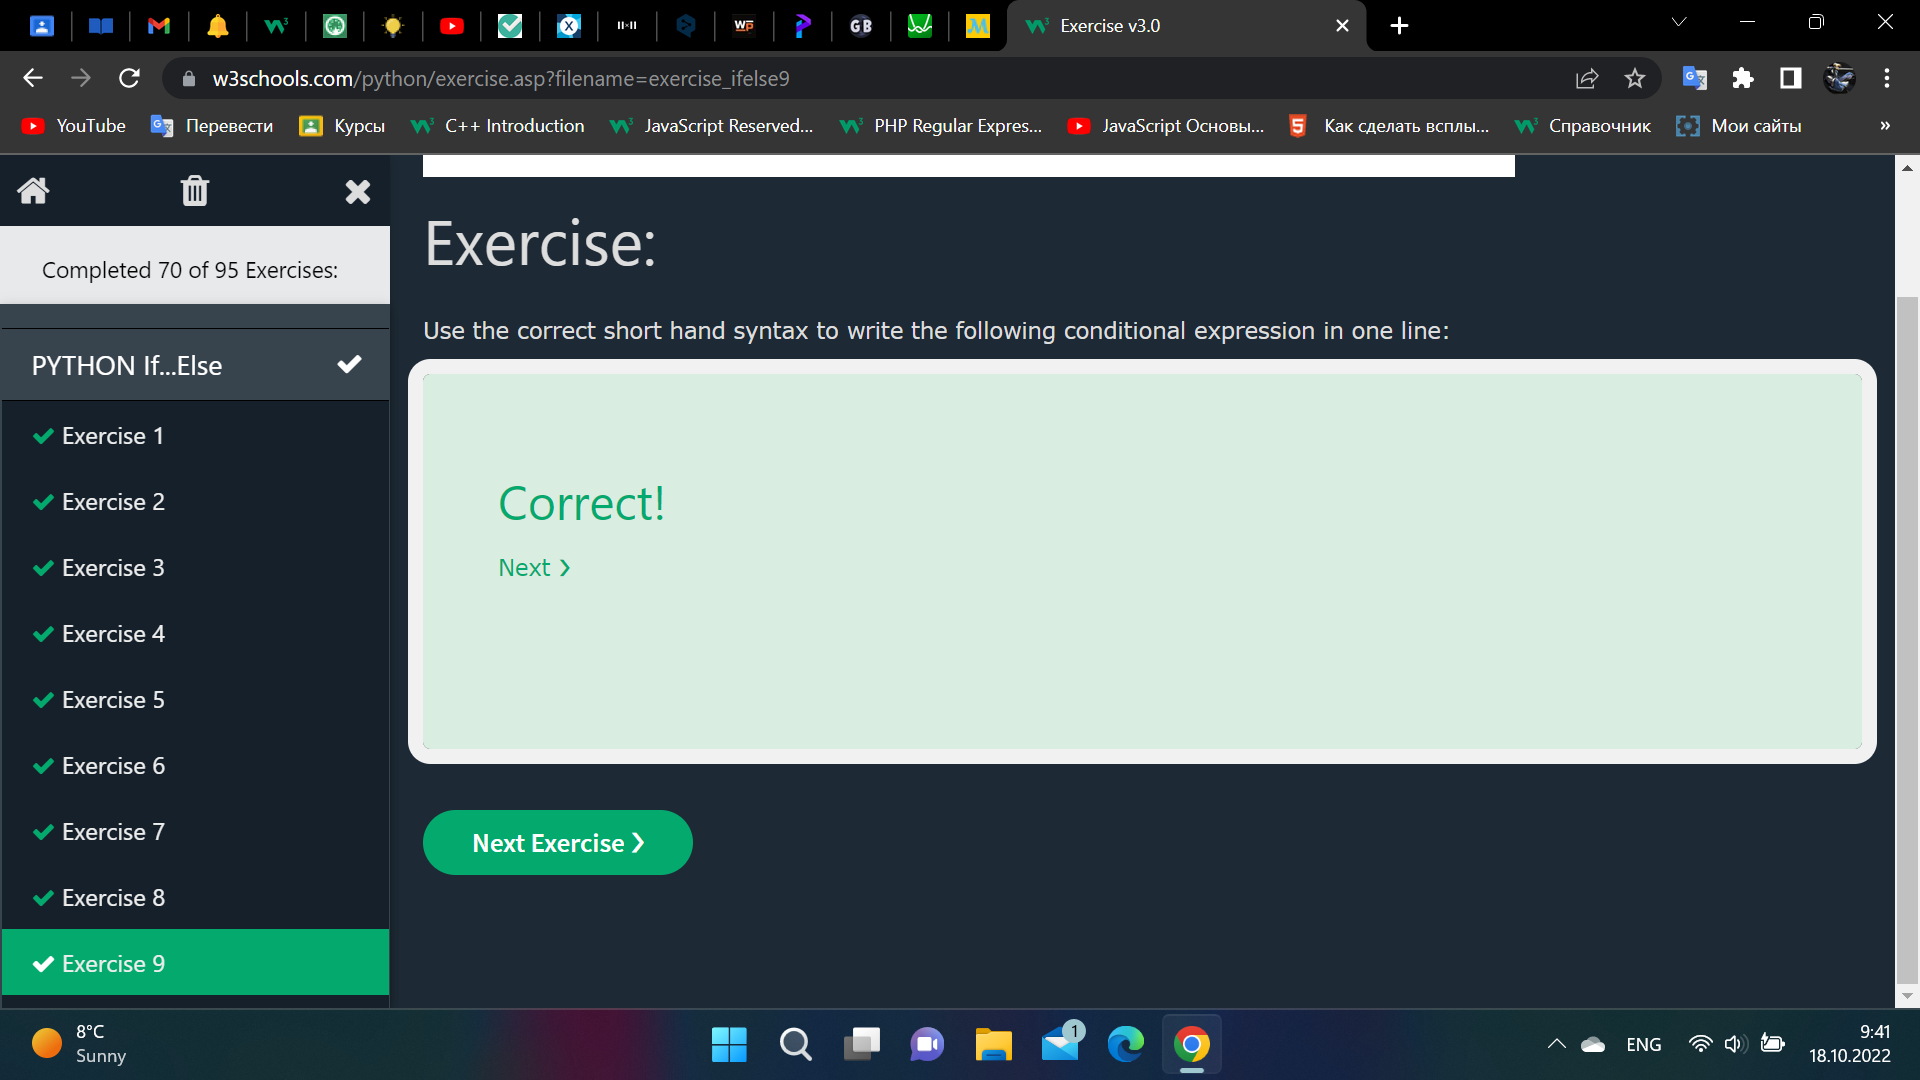 Exercise v3.0
w3schools.com/python/exercise.asp?filename=exercise_ifelse9
YouTube
Перевести
Курсы
C++ Introduction
JavaScript Reserved...
PHP Regular Expres...
JavaScript Основы...
Как сделать всплы...
Справочник
Мои сайты
»
Completed 70 of 95 Exercises:
PYTHON If...Else
Exercise 1
Exercise 2
Exercise 3
Exercise 4
Exercise 5
Exercise 6
Exercise 7
Exercise 8
Exercise 9
Exercise:
Use the correct short hand syntax to write the following conditional expression in one line:
Correct!
Next ❯
Next Exercise ❯
8°C
Sunny
1
ENG
9:41
18.10.2022